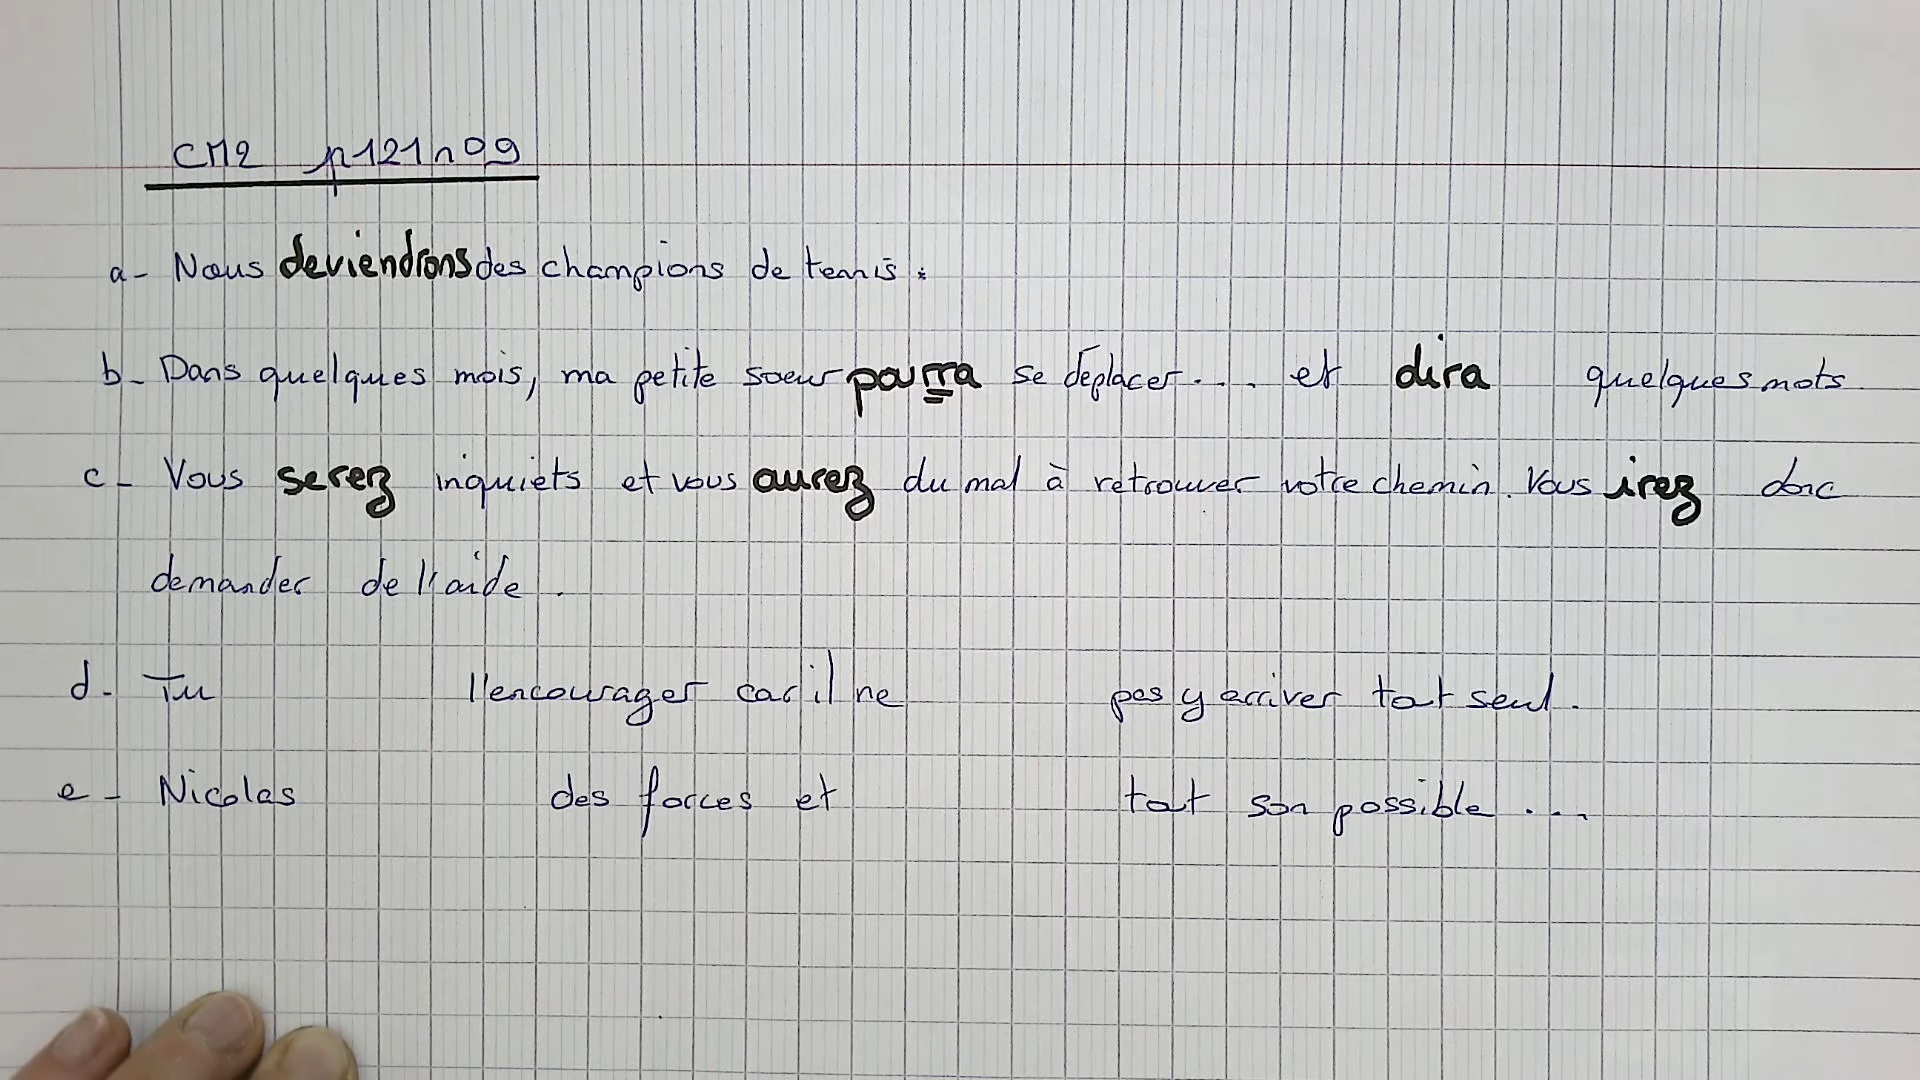 CM2 p121 n°9
a- Nous deviendrons des champions de tennis.
b- Dans quelques mois, ma petite soeur pourra se déplacer... et dira quelques mots
c- Vous serez inquiets et vous aurez du mal à retrouver votre chemin. Vous irez donc
demander de l'aide.
d- Tu l'encourager car il ne pas y arriver tout seul.
e- Nicolas des forces et tout son possible...